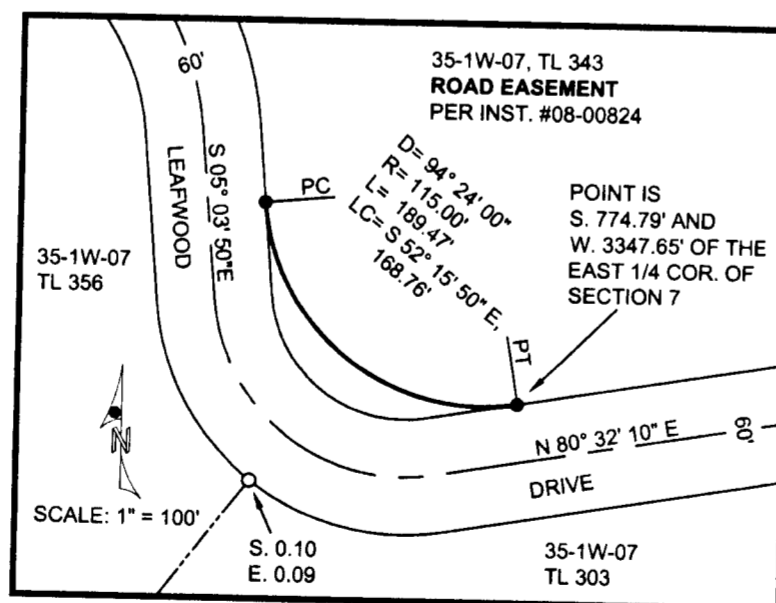 35-1W-07, TL 343
ROAD EASEMENT
PER INST. #08-00824
60'
LEAFWOOD
S 05° 03' 50"E
PC
D= 94° 24' 00"
R= 115.00'
L= 189.47'
LC= S 52° 15' 50" E,
168.76'
POINT IS
S. 774.79' AND
W. 3347.65' OF THE
EAST 1/4 COR. OF
SECTION 7
35-1W-07
TL 356
PT
N
N 80° 32' 10" E
60'
DRIVE
SCALE: 1" = 100'
S. 0.10
E. 0.09
35-1W-07
TL 303